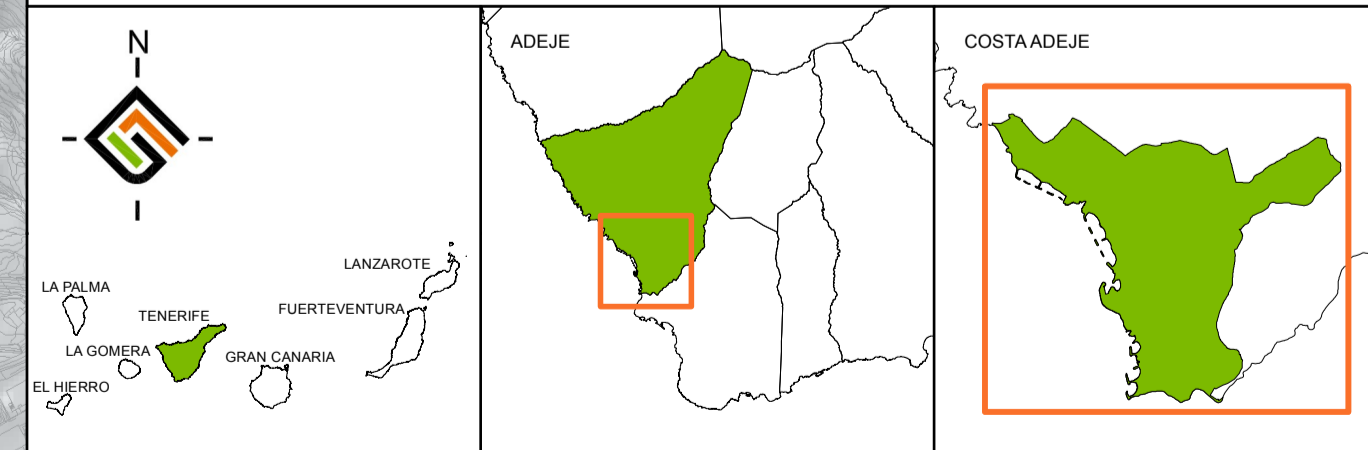 N
LANZAROTE
LA PALMA
FUERTEVENTURA
TENERIFE
LA GOMERA
GRAN CANARIA
EL HIERRO
ADEJE
COSTA ADEJE